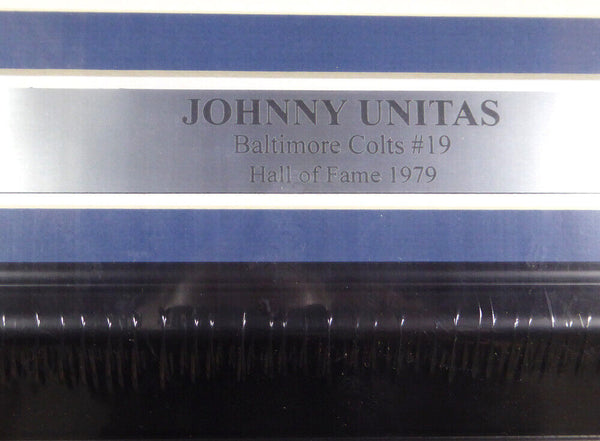 JOHNNY UNITAS
Baltimore Colts #19
Hall of Fame 1979